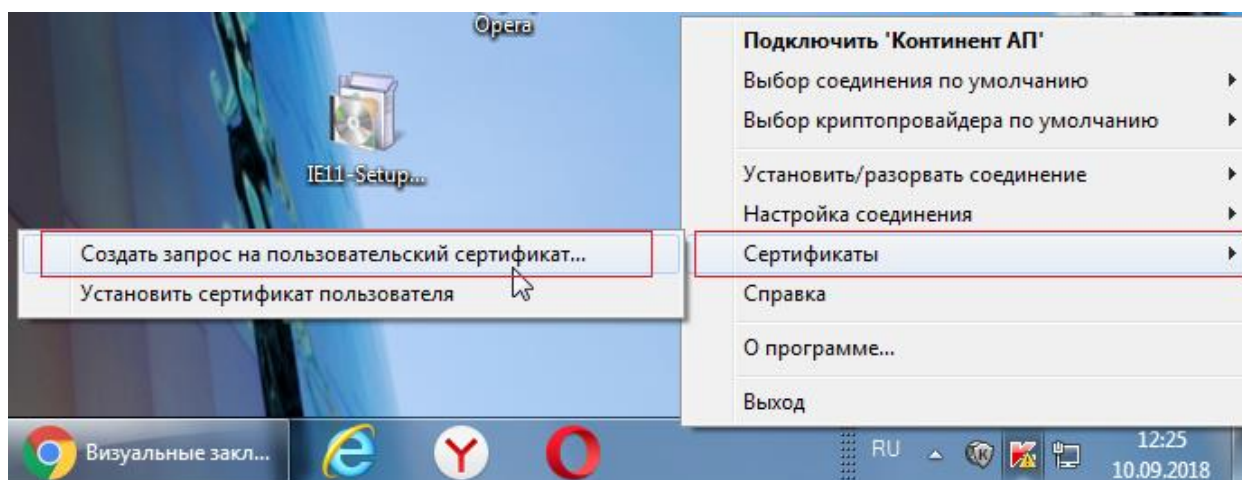 Opera
IE11-Setup...
Подключить 'Континент АП'
Выбор соединения по умолчанию
Выбор криптопровайдера по умолчанию
Установить/разорвать соединение
Настройка соединения
Сертификаты
Справка
О программе...
Выход
Создать запрос на пользовательский сертификат...
Установить сертификат пользователя
Визуальные закл...
RU
12:25
10.09.2018